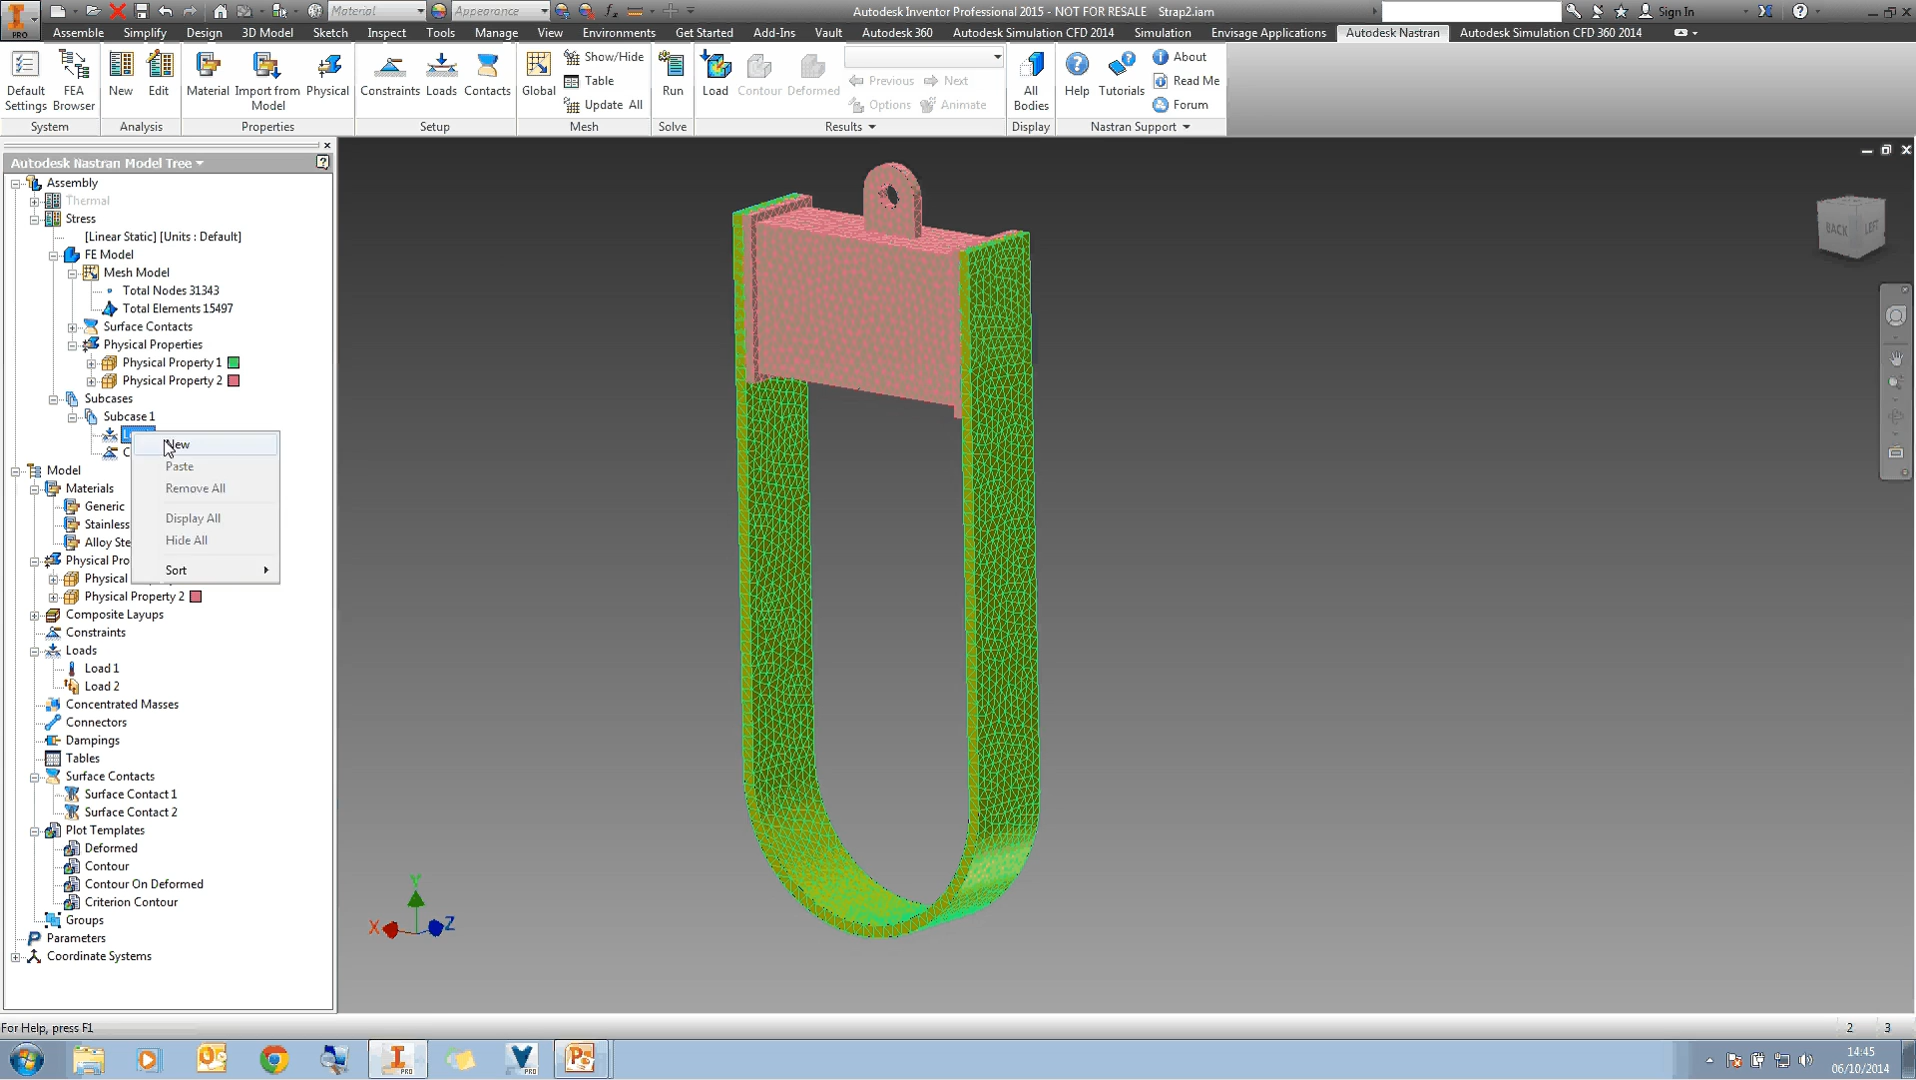 Material
Appearance
Autodesk Inventor Professional 2015 - NOT FOR RESALE Strap2.iam
Sign In
PRO
Assemble Simplify Design 3D Model Sketch Inspect Tools Manage View Environments Get Started Add-Ins Vault Autodesk 360 Autodesk Simulation CFD 2014 Simulation Envisage Applications Autodesk Nastran Autodesk Simulation CFD 360 2014
Default Settings
FEA Browser
New
Edit
Material
Import from Model
Physical
Constraints
Loads
Contacts
Global
Show/Hide
Table
Update All
Run
Load
Contour
Deformed
Previous Next
Options Animate
All Bodies
Help
Tutorials
About
Read Me
Forum
System Analysis Properties Setup Mesh Solve Results Display Nastran Support
Autodesk Nastran Model Tree
Assembly
Thermal
Stress
[Linear Static] [Units : Default]
FE Model
Mesh Model
Total Nodes 31343
Total Elements 15497
Surface Contacts
Physical Properties
Physical Property 1
Physical Property 2
Subcases
Subcase 1
New
Paste
Remove All
Display All
Hide All
Sort
Model
Materials
Generic
Stainless
Alloy Ste
Physical Pro
Physical
Physical Property 2
Composite Layups
Constraints
Loads
Load 1
Load 2
Concentrated Masses
Connectors
Dampings
Tables
Surface Contacts
Surface Contact 1
Surface Contact 2
Plot Templates
Deformed
Contour
Contour On Deformed
Criterion Contour
Groups
Parameters
Coordinate Systems
BACK LEFT
Y
X Z
For Help, press F1
2 3
PRO
PRO
14:45
06/10/2014